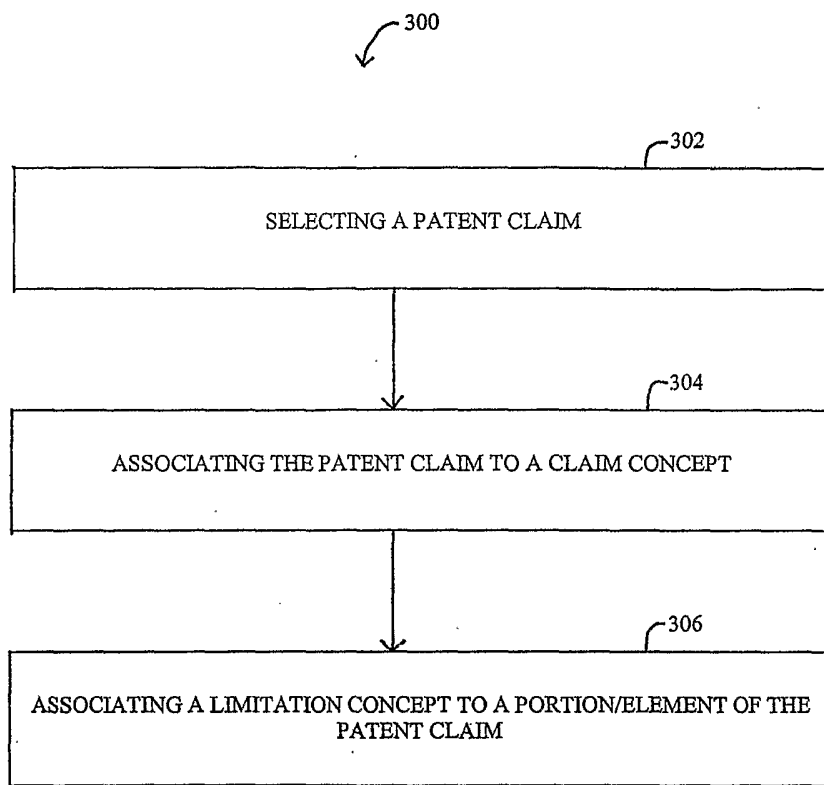 300
302
SELECTING A PATENT CLAIM
304
ASSOCIATING THE PATENT CLAIM TO A CLAIM CONCEPT
306
ASSOCIATING A LIMITATION CONCEPT TO A PORTION/ELEMENT OF THE
PATENT CLAIM